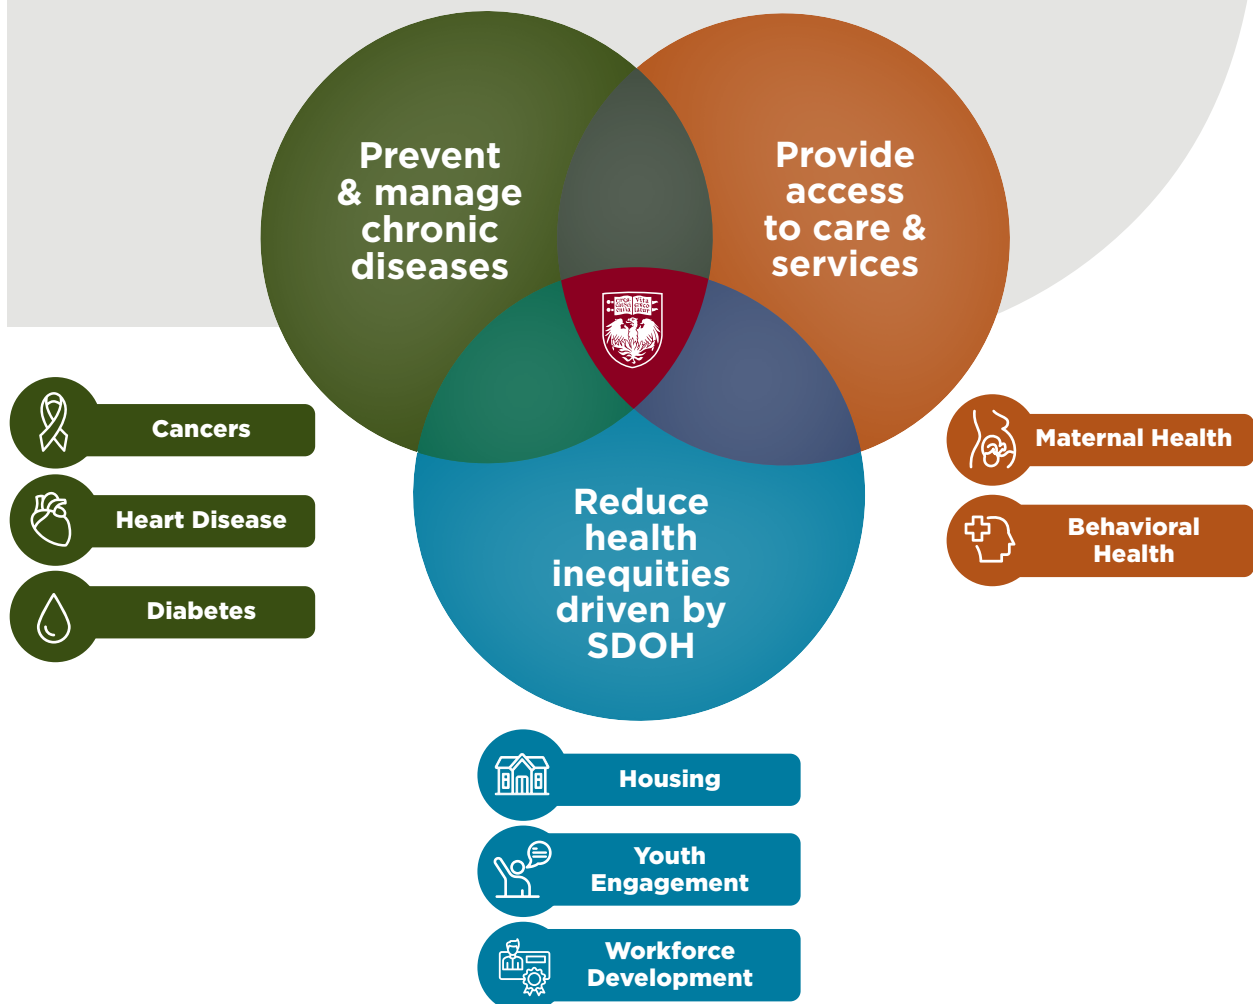 Prevent
& manage
chronic
diseases
Provide
access
to care &
services
Reduce
health
inequities
driven by
SDOH
Cancers
Heart Disease
Diabetes
Maternal Health
Behavioral
Health
Housing
Youth
Engagement
Workforce
Development